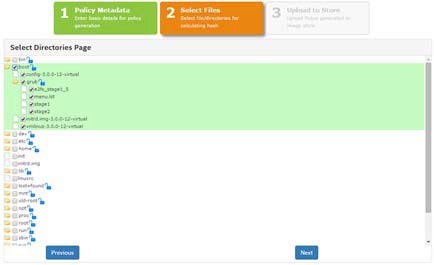 1 Policy Metadata
Enter basic details for policy
generation
2 Select Files
Select file/directories for
calculating hash
3 Upload to Store
Upload Policy generated to
image store
Select Directories Page
bin
boot
config-3.0.0-12-virtual
grub
e2fs_stage1_5
menu.lst
stage1
stage2
initrd.img-3.0.0-12-virtual
vmlinuz-3.0.0-12-virtual
dev
etc
home
init
initrd.img
lib
linuxrc
lost+found
mnt
old-root
opt
proc
root
run
sbin
Previous
Next